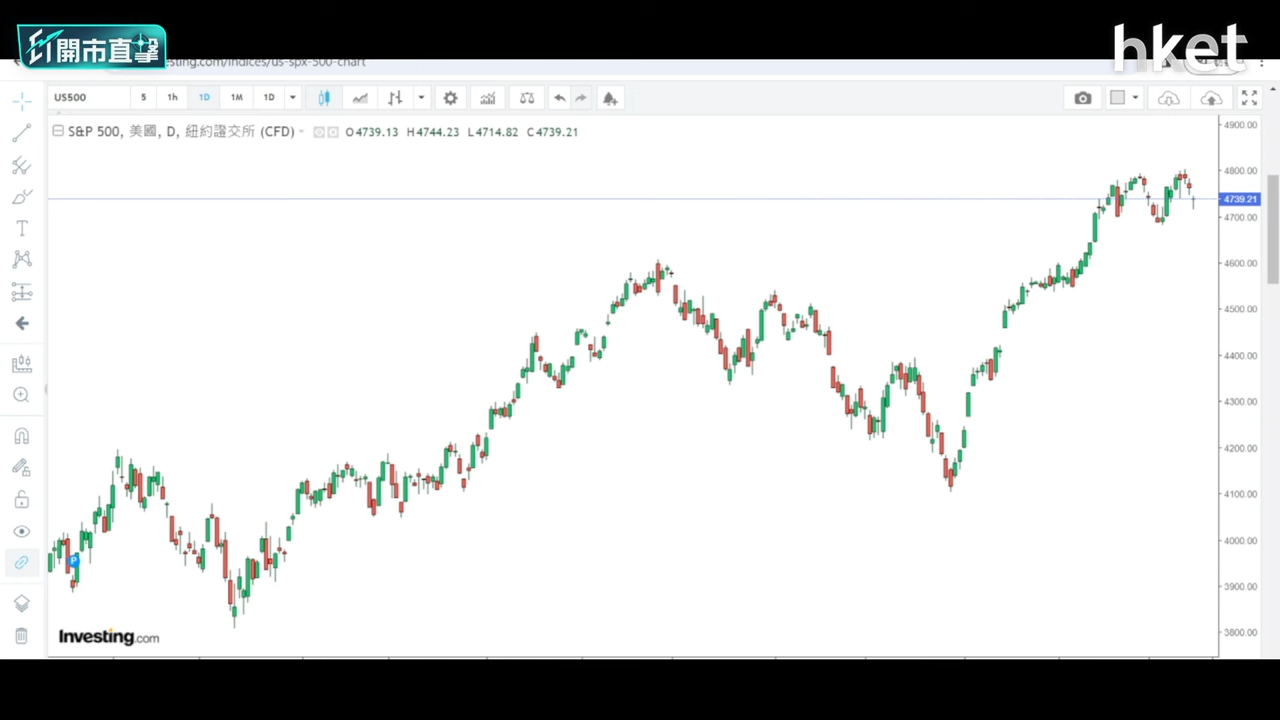 開市直擊
hket
esting.com/indices/us-spx-500-chart
US500 5 1h 1D 1M 1D
S&P 500, 美國, D, 紐約證交所 (CFD) O4739.13 H4744.23 L4714.82 C4739.21
4900.00
4800.00
4739.21
4700.00
4600.00
4500.00
4400.00
4300.00
4200.00
4100.00
4000.00
3900.00
3800.00
P
Investing.com